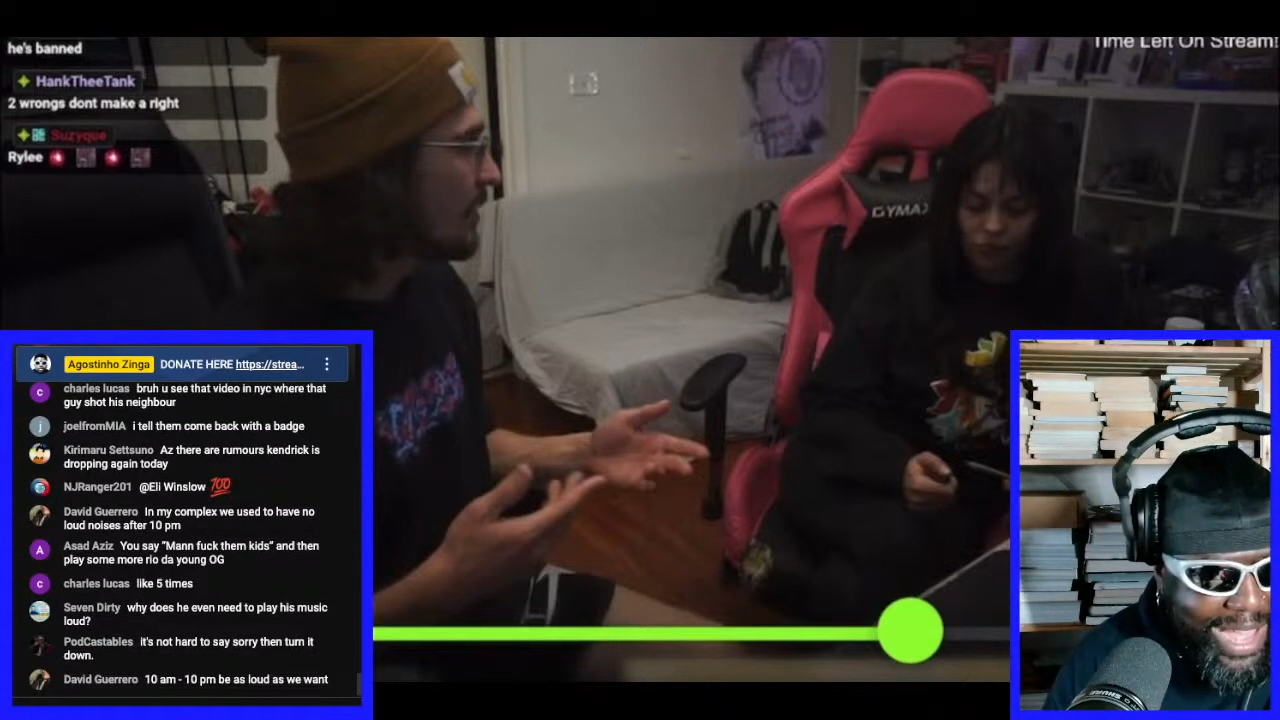 he's banned
HankTheeTank
2 wrongs dont make a right
Suzyque
Rylee
Time Left On Stream!
GYMAX
Agostinho Zinga DONATE HERE https://strea...
charles lucas bruh u see that video in nyc where that
guy shot his neighbour
joelfromMIA i tell them come back with a badge
Kirimaru Settsuno Az there are rumours kendrick is
dropping again today
NJRanger201 @Eli Winslow 100
David Guerrero In my complex we used to have no
loud noises after 10 pm
Asad Aziz You say “Mann fuck them kids” and then
play some more rio da young OG
charles lucas like 5 times
Seven Dirty why does he even need to play his music
loud?
PodCastables it's not hard to say sorry then turn it
down.
David Guerrero 10 am - 10 pm be as loud as we want